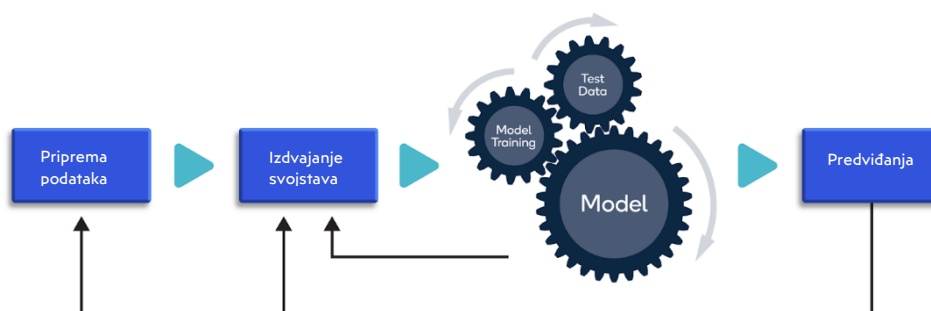 Priprema
podataka
Izdvajanje
svojstava
Model
Training
Test
Data
Model
Predviđanja